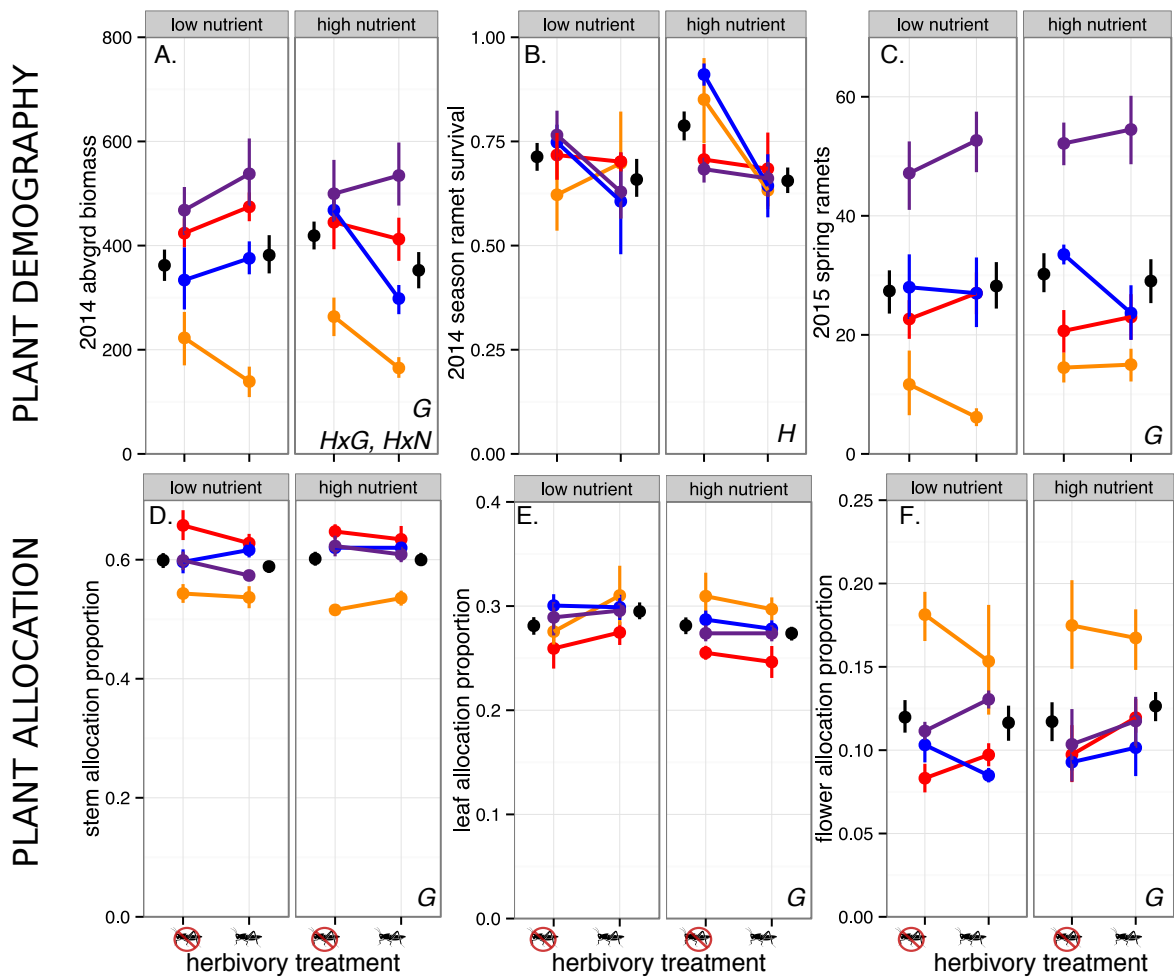 PLANT DEMOGRAPHY
low nutrient
high nutrient
A.
2014 abvgrd biomass
800
600
400
200
0
G
HxG, HxN
low nutrient
high nutrient
B.
2014 season ramet survival
1.00
0.75
0.50
0.25
0.00
H
low nutrient
high nutrient
C.
2015 spring ramets
60
40
20
0
G
PLANT ALLOCATION
low nutrient
high nutrient
D.
stem allocation proportion
0.6
0.4
0.2
0.0
G
herbivory treatment
low nutrient
high nutrient
E.
leaf allocation proportion
0.4
0.3
0.2
0.1
0.0
G
herbivory treatment
low nutrient
high nutrient
F.
flower allocation proportion
0.25
0.20
0.15
0.10
0.05
0.00
G
herbivory treatment